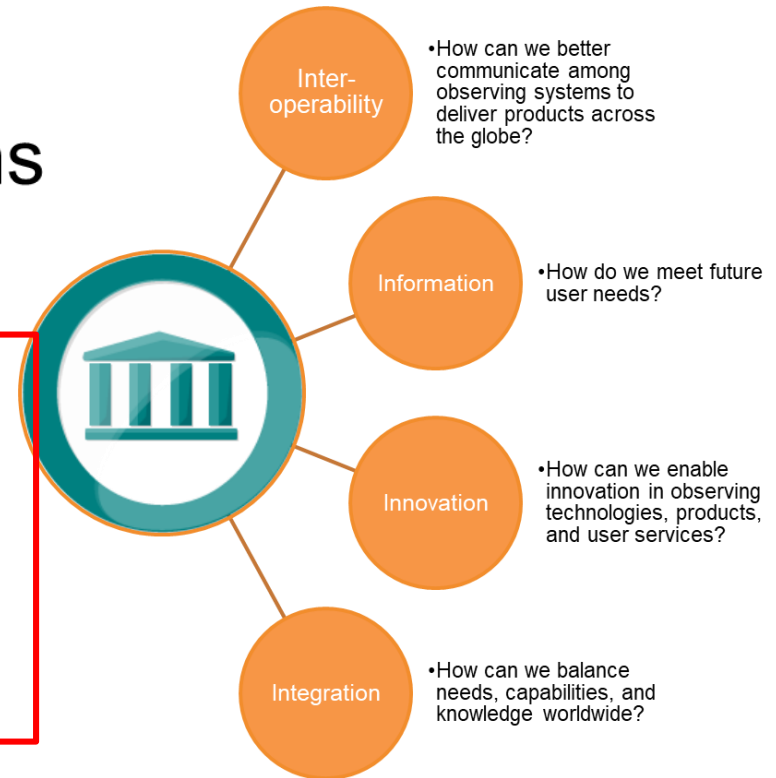 Inter-
operability
•How can we better
communicate among
observing systems to
deliver products across
the globe?
Information
•How do we meet future
user needs?
Innovation
•How can we enable
innovation in observing
technologies, products,
and user services?
Integration
•How can we balance
needs, capabilities, and
knowledge worldwide?